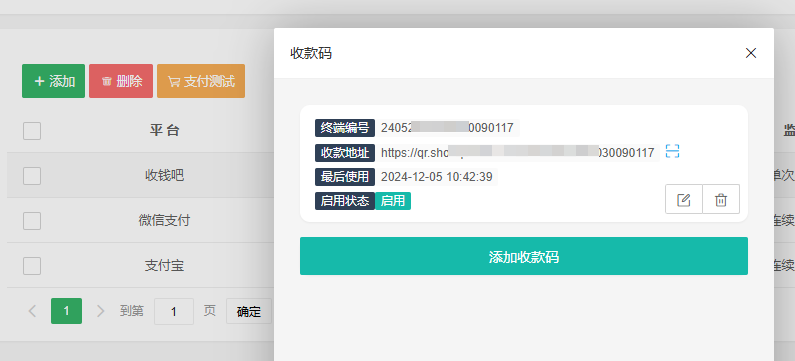 收款码
添加 删除 支付测试
平台 监
收钱吧 单次
微信支付 连续
支付宝 连续
1 到第 1 页 确定
终端编号 24052 0090117
收款地址 https://qr.sho 030090117
最后使用 2024-12-05 10:42:39
启用状态 启用
添加收款码